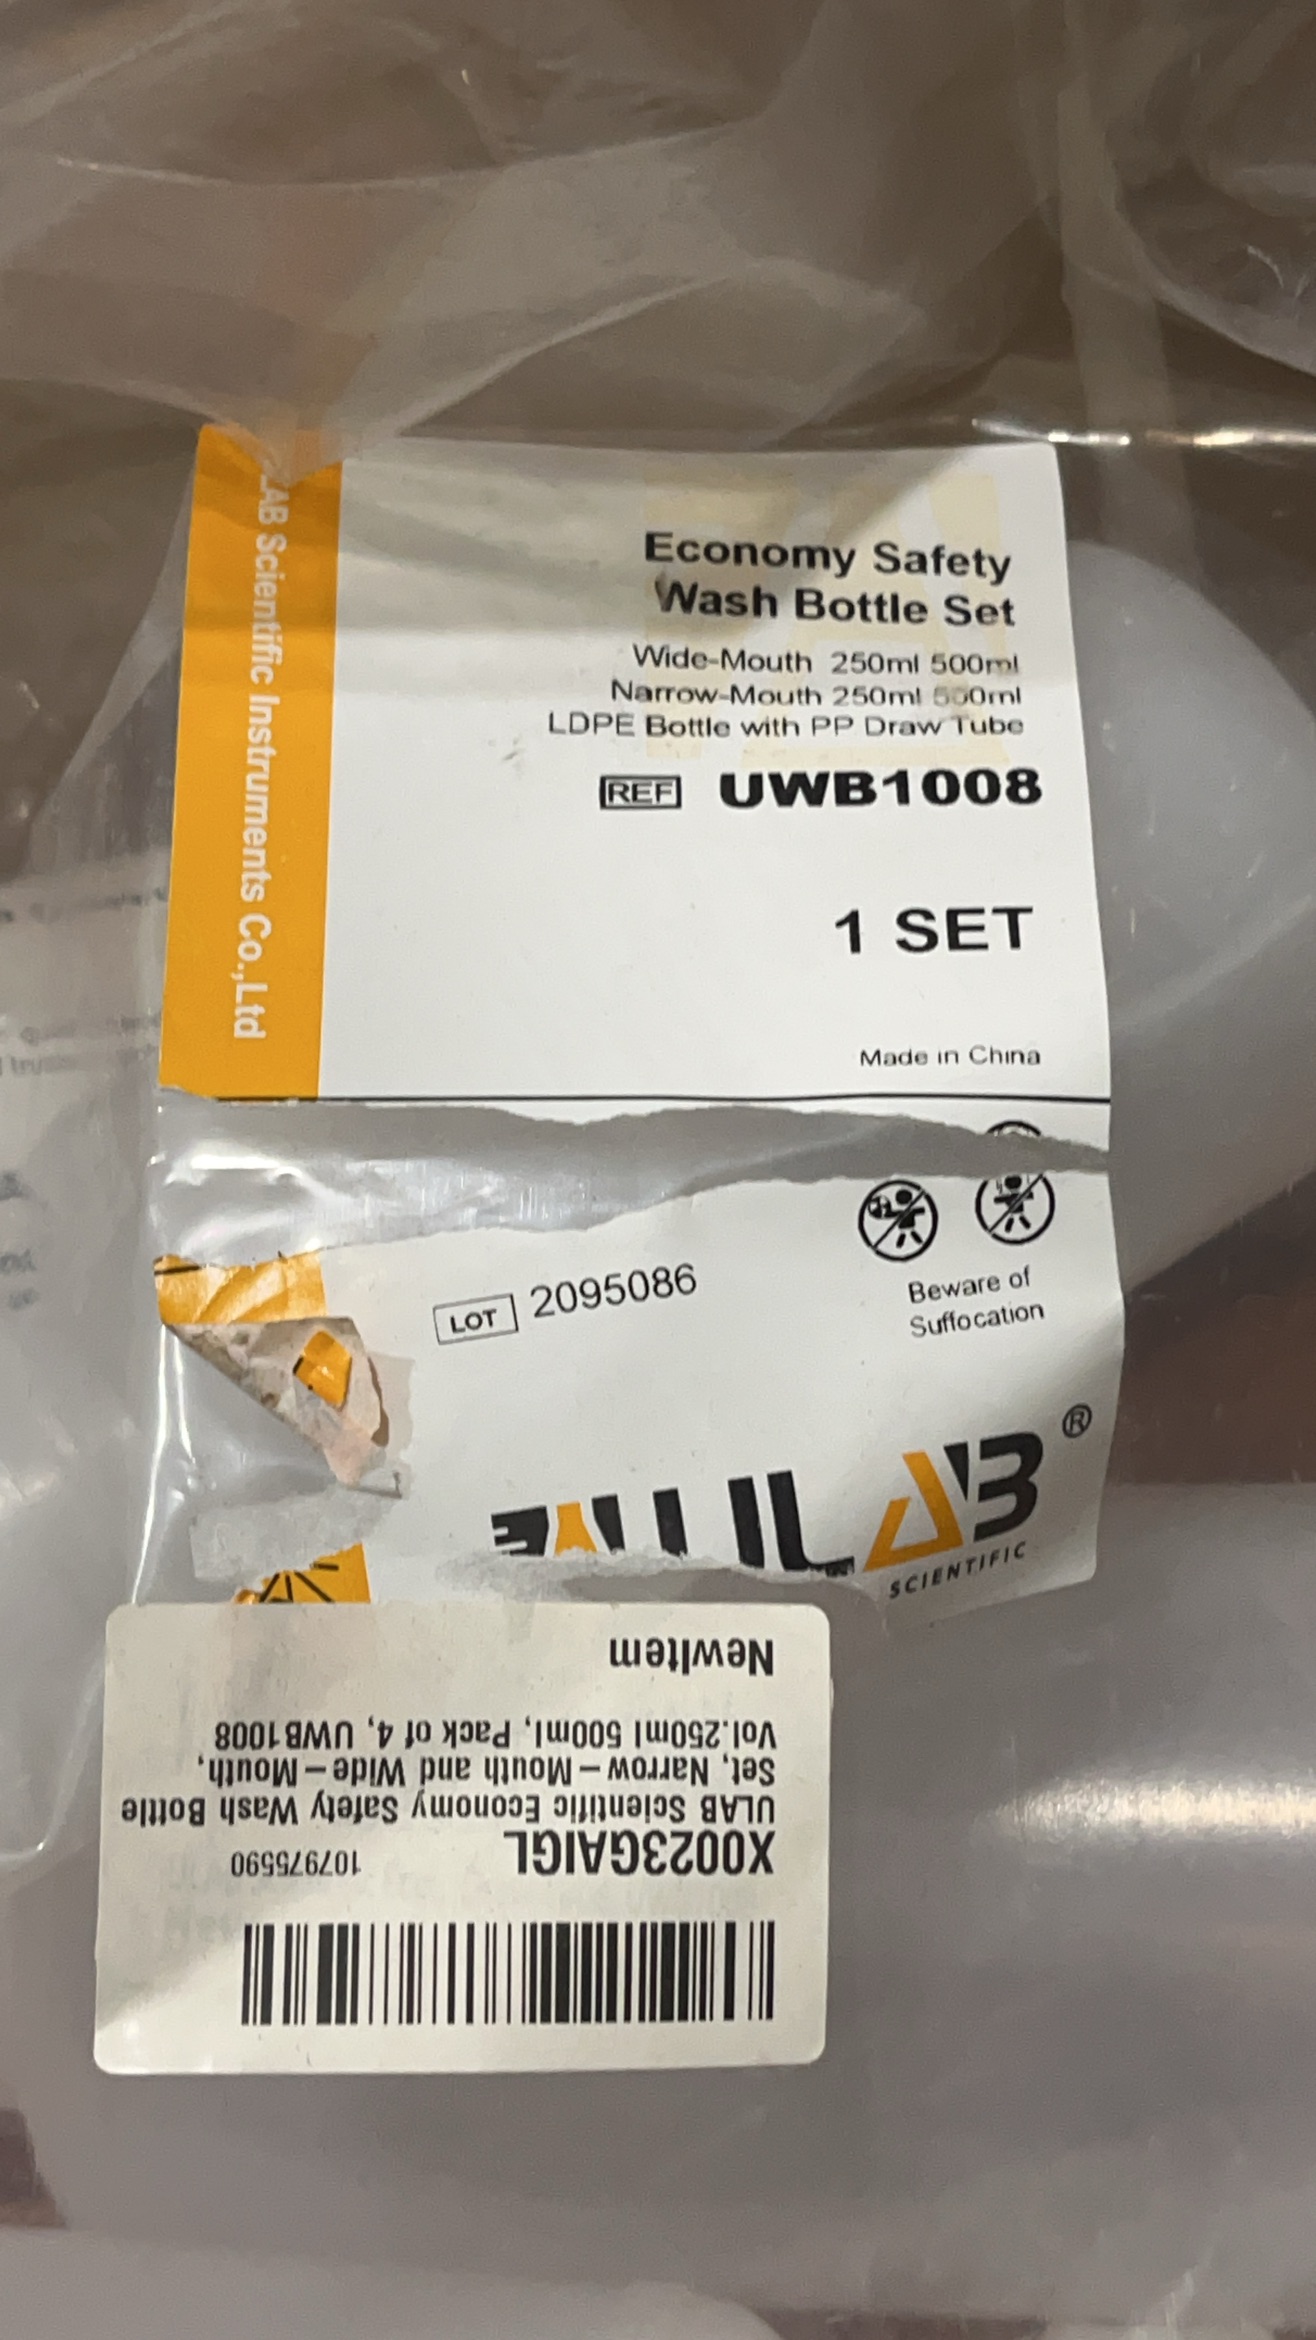 LAB Scientific Instruments Co.,Ltd
Economy Safety
Wash Bottle Set
Wide-Mouth 250ml 500ml
Narrow-Mouth 250ml 500ml
LDPE Bottle with PP Draw Tube
REF UWB1008
1 SET
Made in China
LOT 2095086
Beware of
Suffocation
ULAB®
SCIENTIFIC
NewItem
Vol.250ml 500ml, Pack of 4, UWB1008
Set, Narrow-Mouth and Wide-Mouth,
ULAB Scientific Economy Safety Wash Bottle
X0023GAIGL 107975590